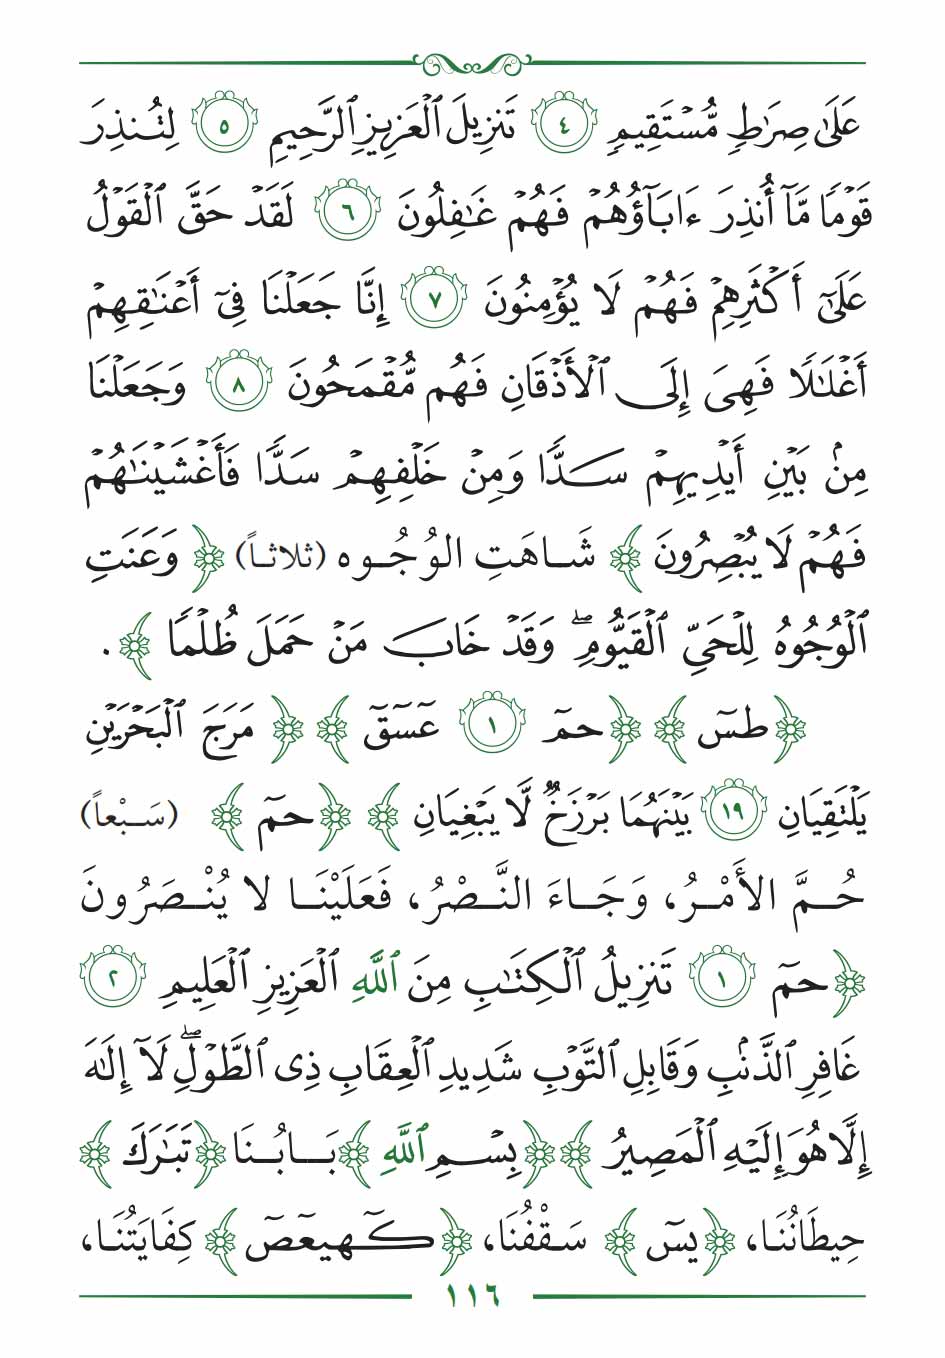 عَلَىٰ صِرَٰطٍ مُّسْتَقِيمٍ ٤ تَنزِيلَ ٱلْعَزِيزِ ٱلرَّحِيمِ ٥ لِتُنذِرَ
قَوْمًا مَّآ أُنذِرَ ءَابَآؤُهُمْ فَهُمْ غَٰفِلُونَ ٦ لَقَدْ حَقَّ ٱلْقَوْلُ
عَلَىٰٓ أَكْثَرِهِمْ فَهُمْ لَا يُؤْمِنُونَ ٧ إِنَّا جَعَلْنَا فِىٓ أَعْنَٰقِهِمْ
أَغْلَٰلًا فَهِىَ إِلَى ٱلْأَذْقَانِ فَهُم مُّقْمَحُونَ ٨ وَجَعَلْنَا
مِنۢ بَيْنِ أَيْدِيهِمْ سَدًّا وَمِنْ خَلْفِهِمْ سَدًّا فَأَغْشَيْنَٰهُمْ
فَهُمْ لَا يُبْصِرُونَ ﴾ شَاهَتِ الوُجُوه (ثلاثاً) ﴿ وَعَنَتِ
ٱلْوُجُوهُ لِلْحَىِّ ٱلْقَيُّومِ ۖ وَقَدْ خَابَ مَنْ حَمَلَ ظُلْمًا ﴾ .
﴿ طسٓ ﴾ ﴿ حمٓ ١ عٓسٓقٓ ﴾ ﴿ مَرَجَ ٱلْبَحْرَيْنِ
يَلْتَقِيَانِ ١٩ بَيْنَهُمَا بَرْزَخٌ لَّا يَبْغِيَانِ ﴾ ﴿ حمٓ ﴾ (سَبْعاً)
حُمَّ الأَمْرُ، وَجَاءَ النَّصْرُ، فَعَلَيْنَا لا يُنْصَرُونَ
﴿ حمٓ ١ تَنزِيلُ ٱلْكِتَٰبِ مِنَ ٱللَّهِ ٱلْعَزِيزِ ٱلْعَلِيمِ ٢
غَافِرِ ٱلذَّنۢبِ وَقَابِلِ ٱلتَّوْبِ شَدِيدِ ٱلْعِقَابِ ذِى ٱلطَّوْلِ ۖ لَآ إِلَٰهَ
إِلَّا هُوَ إِلَيْهِ ٱلْمَصِيرُ ﴾ ﴿ بِسْمِ ٱللَّهِ ﴾ بَابُنَا ﴿ تَبَٰرَكَ ﴾
حِيطَانُنَا، ﴿ يسٓ ﴾ سَقْفُنَا، ﴿ كٓهيعٓصٓ ﴾ كِفَايَتُنَا،
١١٦